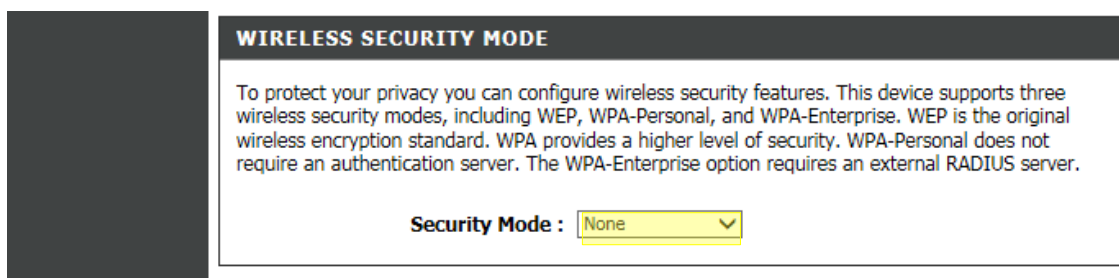 WIRELESS SECURITY MODE
To protect your privacy you can configure wireless security features. This device supports three
wireless security modes, including WEP, WPA-Personal, and WPA-Enterprise. WEP is the original
wireless encryption standard. WPA provides a higher level of security. WPA-Personal does not
require an authentication server. The WPA-Enterprise option requires an external RADIUS server.
Security Mode : None